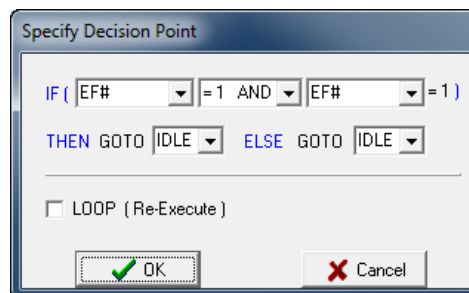 Specify Decision Point
IF ( EF# =1 AND EF# = 1 )
THEN GOTO IDLE ELSE GOTO IDLE
LOOP ( Re-Execute )
OK Cancel